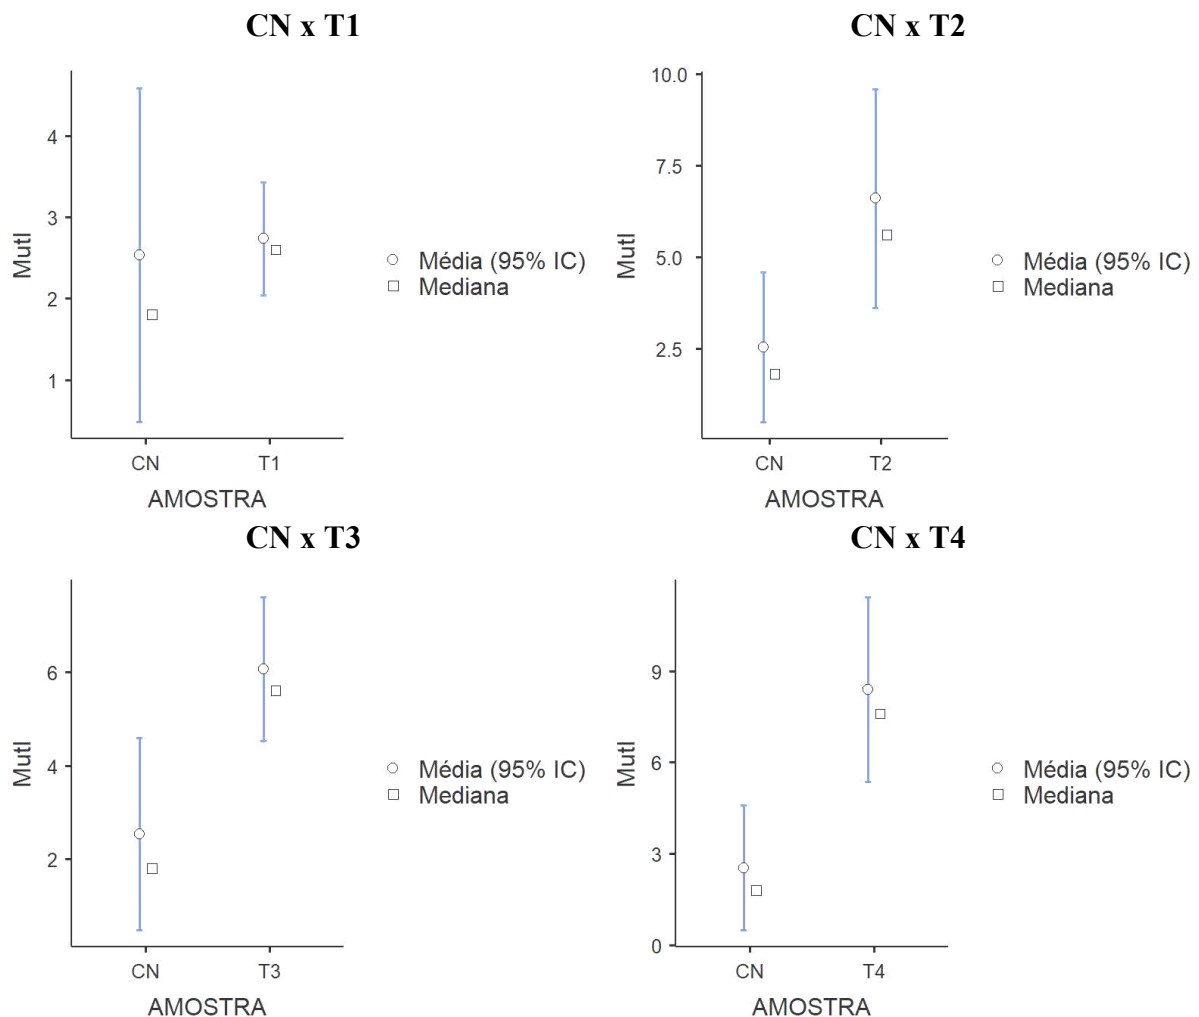 CN x T1
4
3
2
1
MutI
CN T1
AMOSTRA
Média (95% IC)
Mediana
CN x T2
10.0
7.5
5.0
2.5
MutI
CN T2
AMOSTRA
Média (95% IC)
Mediana
CN x T3
6
4
2
MutI
CN T3
AMOSTRA
Média (95% IC)
Mediana
CN x T4
9
6
3
0
MutI
CN T4
AMOSTRA
Média (95% IC)
Mediana